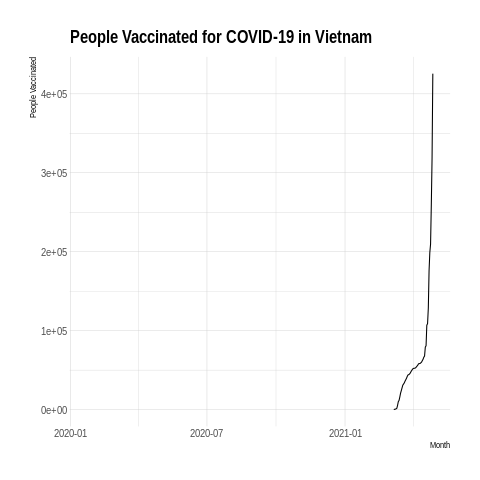 People Vaccinated for COVID-19 in Vietnam
People Vaccinated
4e+05
3e+05
2e+05
1e+05
0e+00
2020-01
2020-07
2021-01
Month